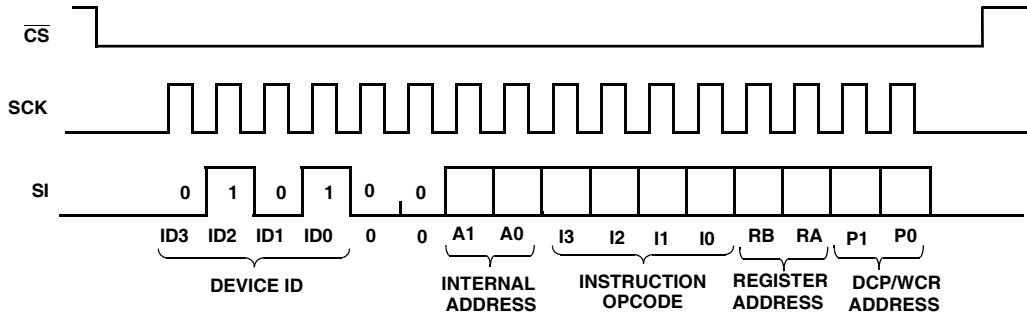 CS
SCK
SI
0 1 0 1 0 0
ID3 ID2 ID1 ID0 0 0 A1 A0 I3 I2 I1 I0 RB RA P1 P0
DEVICE ID
INTERNAL
ADDRESS
INSTRUCTION
OPCODE
REGISTER
ADDRESS
DCP/WCR
ADDRESS